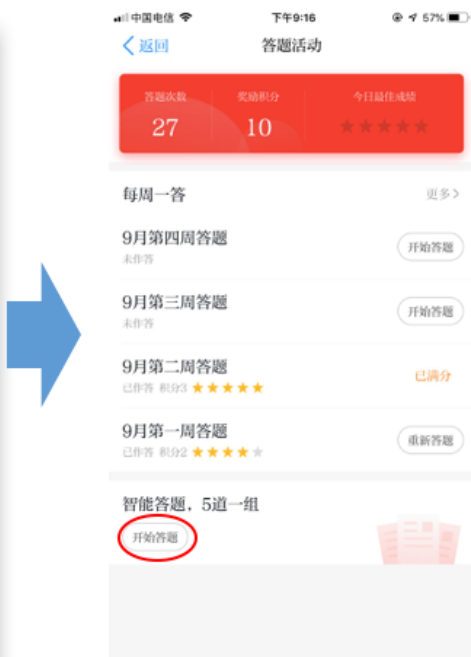 中国电信 下午9:16 57%
返回 答题活动
答题次数 奖励积分 今日最佳成绩
27 10
每周一答 更多
9月第四周答题
未作答 开始答题
9月第三周答题
未作答 开始答题
9月第二周答题
已作答 积分3 已满分
9月第一周答题
已作答 积分2 重新答题
智能答题，5道一组
开始答题